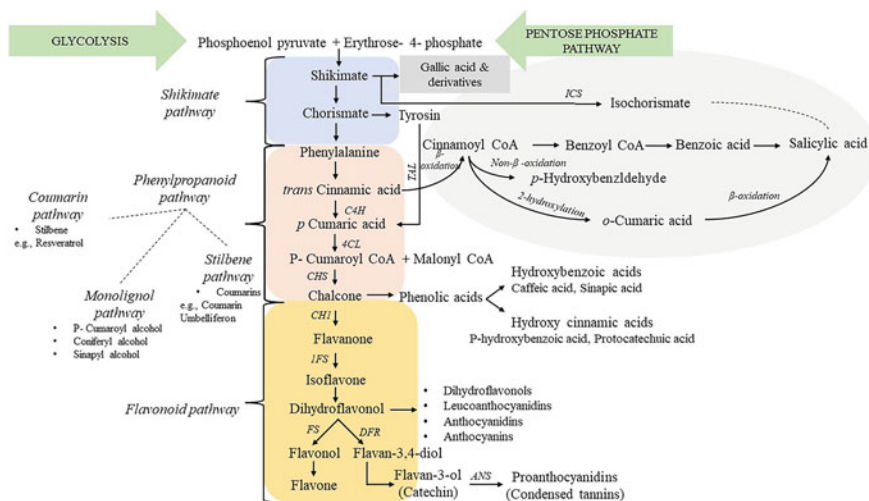 GLYCOLYSIS
Phosphoenol pyruvate + Erythrose- 4- phosphate
PENTOSE PHOSPHATE
PATHWAY
Shikimate
pathway
Shikimate
Gallic acid &
derivatives
ICS
Isochorismate
Chorismate
Tyrosin
Phenylalanine
TAL
β-
oxidation
Cinnamoyl CoA
Benzoyl CoA
Benzoic acid
Salicylic acid
Non-β -oxidation
p-Hydroxybenzldehyde
2-hydroxylation
o-Cumaric acid
β-oxidation
Phenylpropanoid
pathway
trans Cinnamic acid
C4H
p Cumaric acid
4CL
P- Cumaroyl CoA + Malonyl CoA
CHS
Chalcone
Phenolic acids
Hydroxybenzoic acids
Caffeic acid, Sinapic acid
Hydroxy cinnamic acids
P-hydroxybenzoic acid, Protocatechuic acid
Coumarin
pathway
• Stilbene
e.g., Resveratrol
Stilbene
pathway
• Coumarins
e.g., Coumarin
Umbelliferon
Monolignol
pathway
• P- Cumaroyl alcohol
• Coniferyl alcohol
• Sinapyl alcohol
Flavonoid pathway
CH1
Flavanone
1FS
Isoflavone
Dihydroflavonol
• Dihydroflavonols
• Leucoanthocyanidins
• Anthocyanidins
• Anthocyanins
FS
DFR
Flavonol
Flavan-3,4-diol
Flavone
Flavan-3-ol
(Catechin)
ANS
Proanthocyanidins
(Condensed tannins)